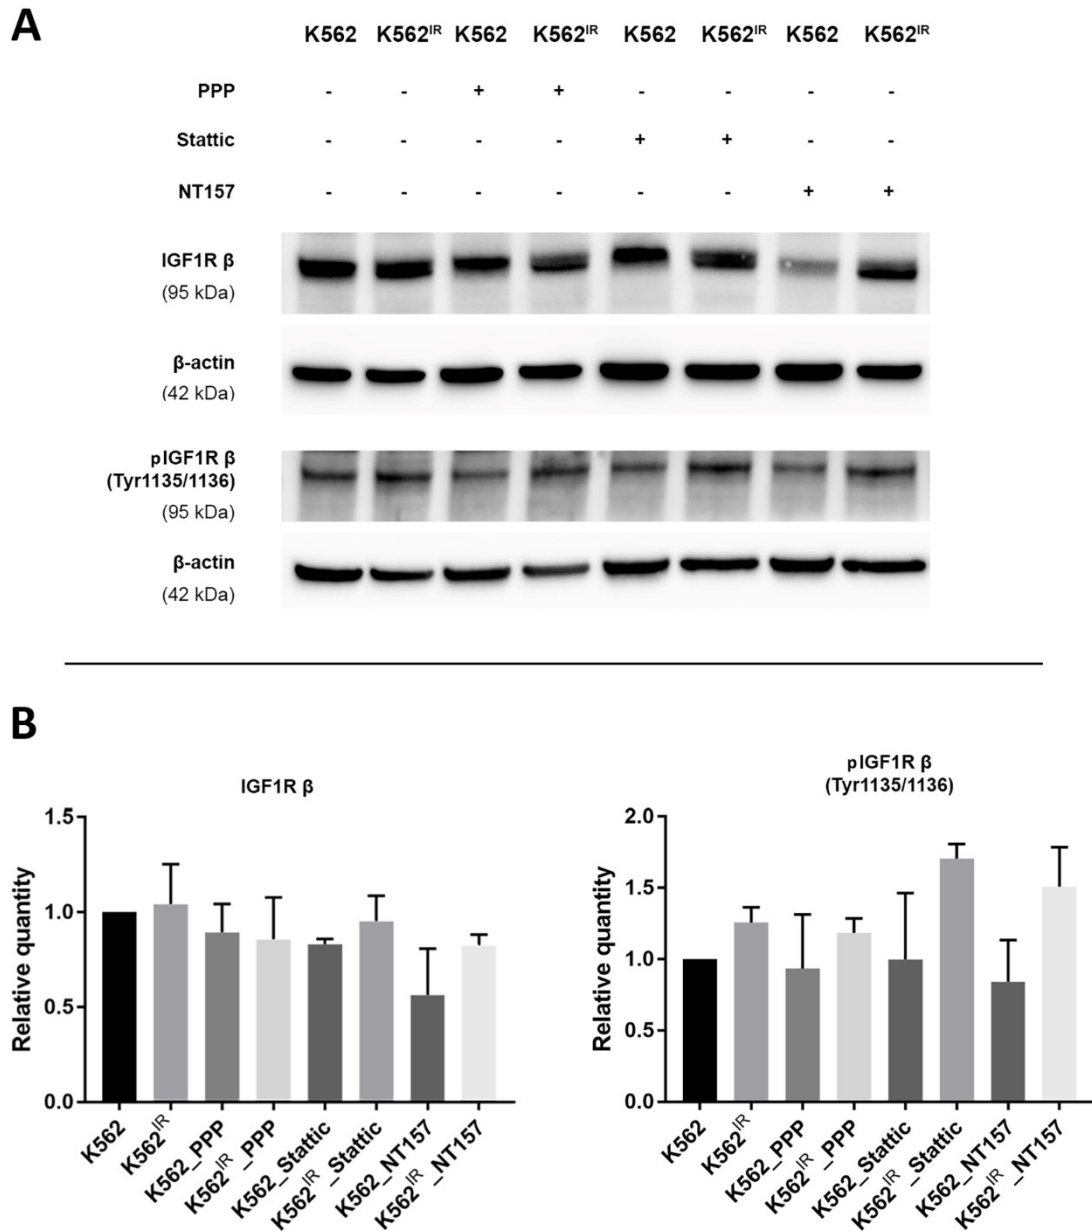 A
K562 K562IR K562 K562IR K562 K562IR K562 K562IR
PPP - - + + - - - -
Stattic - - - - + + - -
NT157 - - - - - - + +
IGF1R β
(95 kDa)
β-actin
(42 kDa)
pIGF1R β
(Tyr1135/1136)
(95 kDa)
β-actin
(42 kDa)
B
IGF1R β
Relative quantity
1.5
1.0
0.5
0.0
K562
K562IR
K562_PPP
K562IR_PPP
K562_Stattic
K562IR_Stattic
K562_NT157
K562IR_NT157
pIGF1R β
(Tyr1135/1136)
Relative quantity
2.0
1.5
1.0
0.5
0.0
K562
K562IR
K562_PPP
K562IR_PPP
K562_Stattic
K562IR_Stattic
K562_NT157
K562IR_NT157